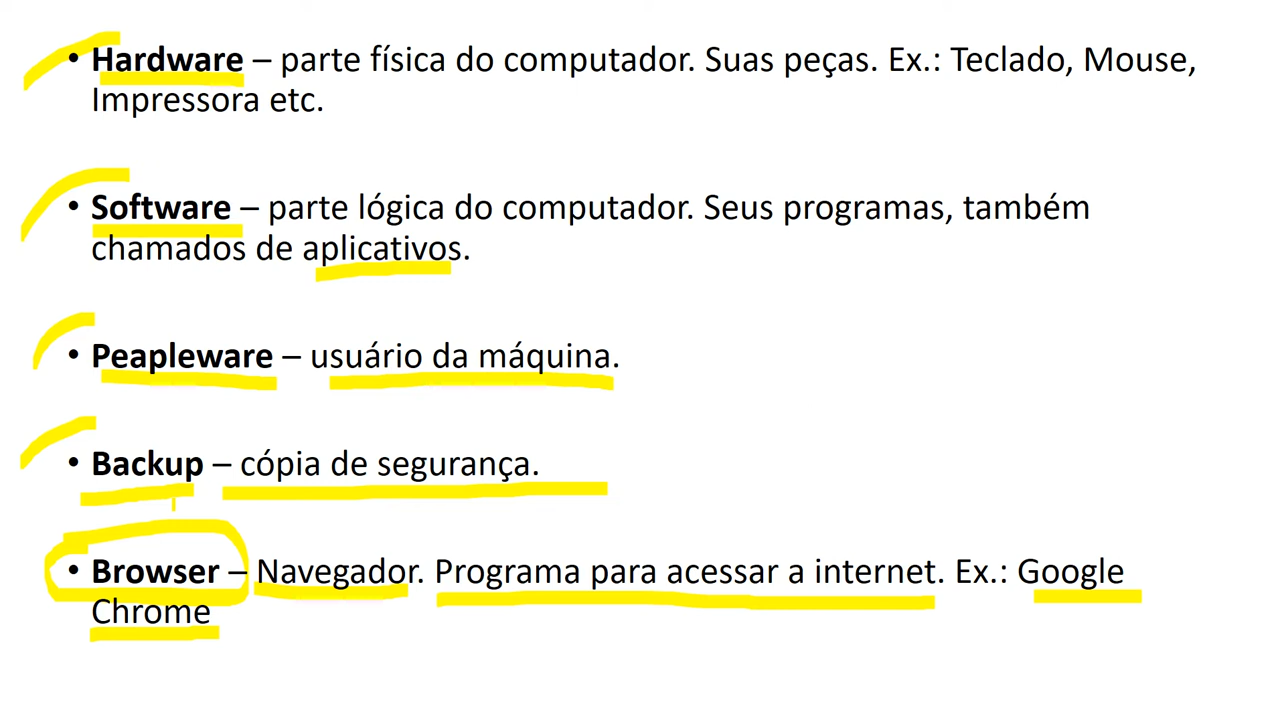 • Hardware – parte física do computador. Suas peças. Ex.: Teclado, Mouse,
Impressora etc.
• Software – parte lógica do computador. Seus programas, também
chamados de aplicativos.
• Peapleware – usuário da máquina.
• Backup – cópia de segurança.
• Browser – Navegador. Programa para acessar a internet. Ex.: Google
Chrome